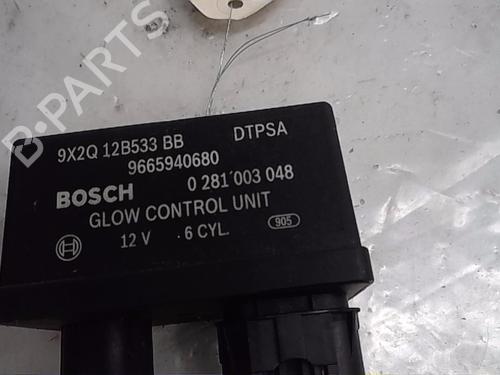 9X2Q 12B533 BB DTPSA
9665940680
BOSCH 0 281 003 048
GLOW CONTROL UNIT
12 V 6 CYL. 905
B-PARTS